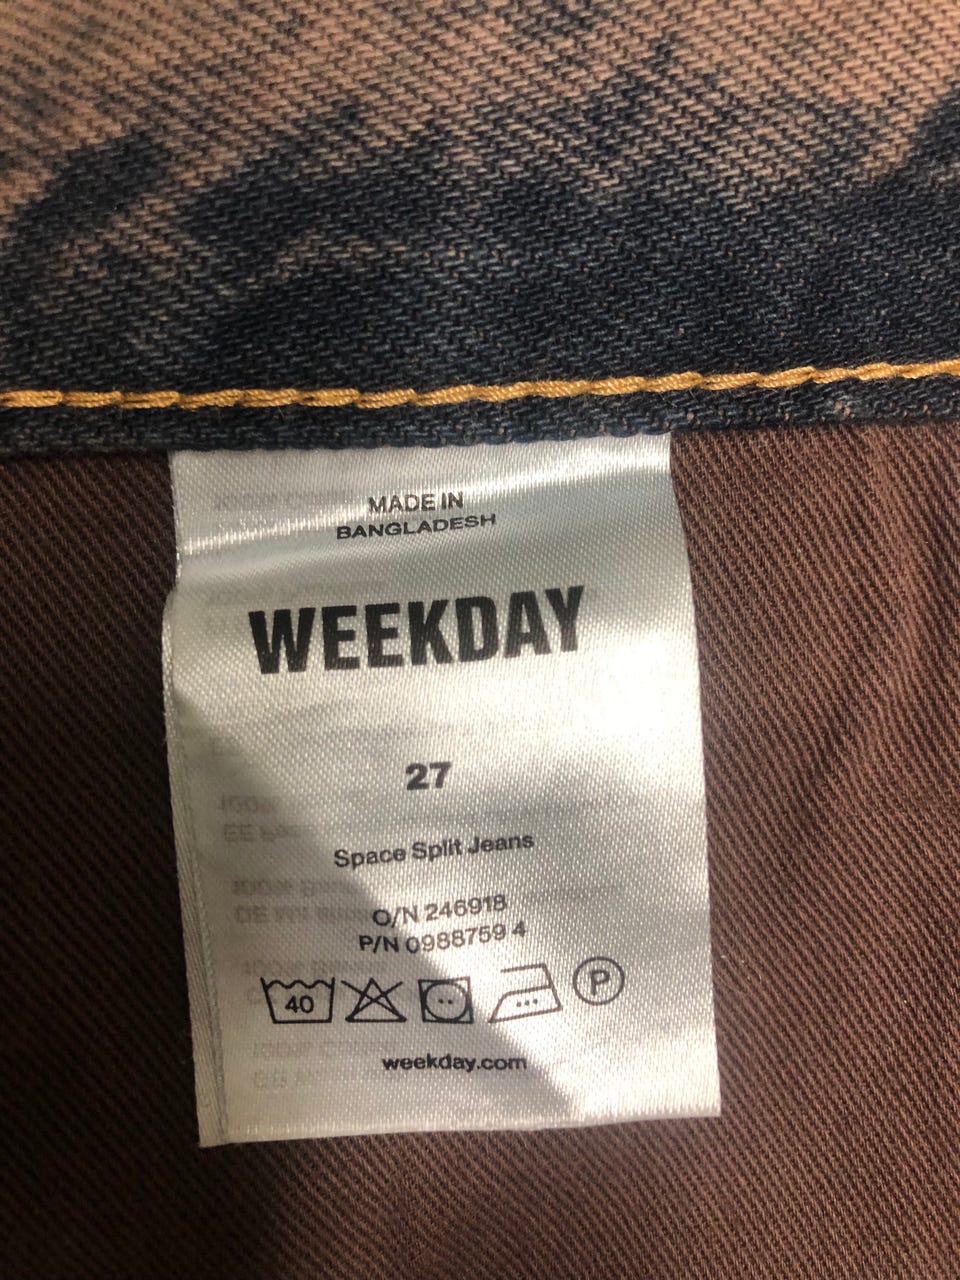 MADE IN
BANGLADESH
WEEKDAY
27
Space Split Jeans
O/N 246918
P/N 0988759 4
40
P
weekday.com